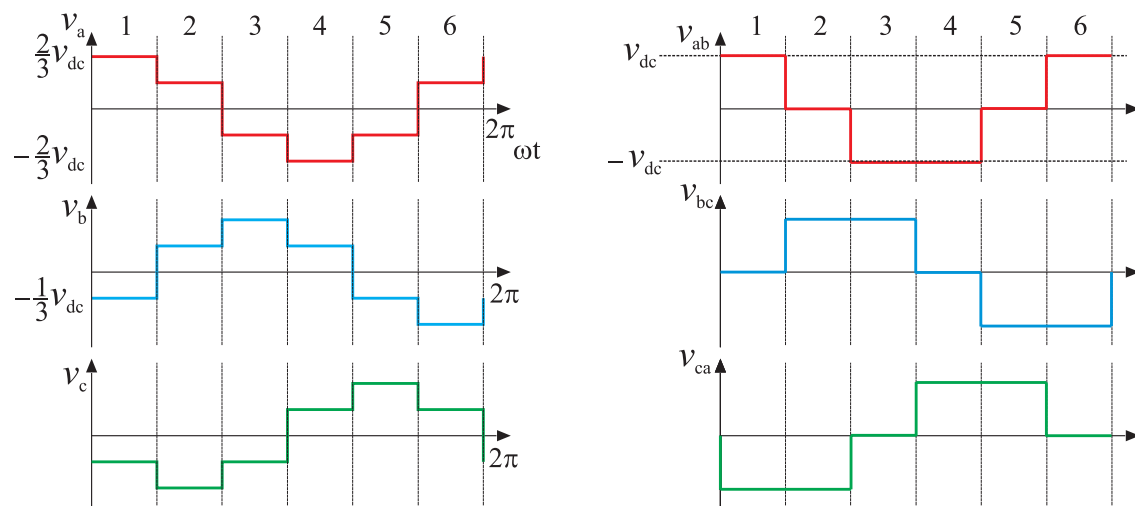 v_a 1 2 3 4 5 6
2/3 v_dc
2π
-2/3 v_dc
ωt
v_b
-1/3 v_dc
2π
v_c
2π
v_ab 1 2 3 4 5 6
v_dc
-v_dc
v_bc
v_ca